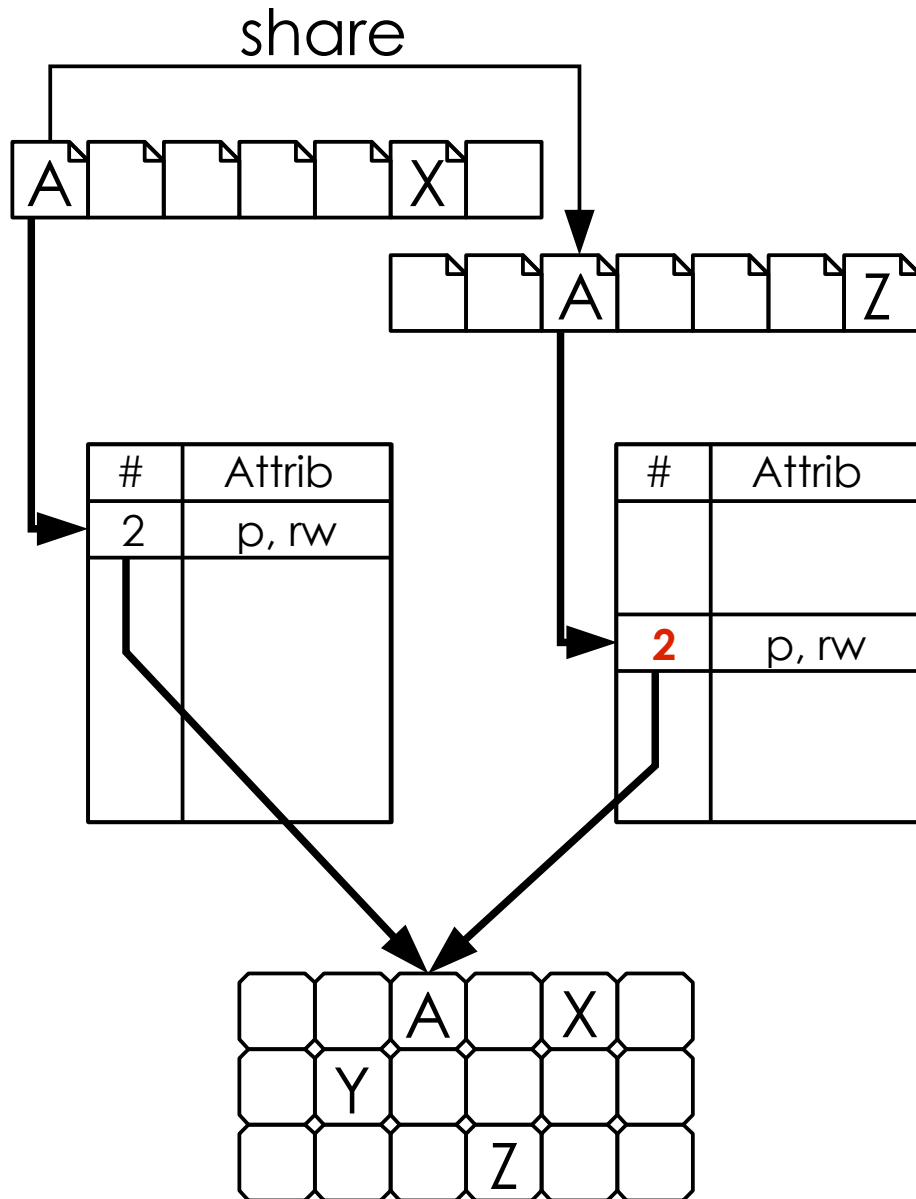 share
A X
A Z
# Attrib
2 p, rw
# Attrib
2 p, rw
A X
Y
Z